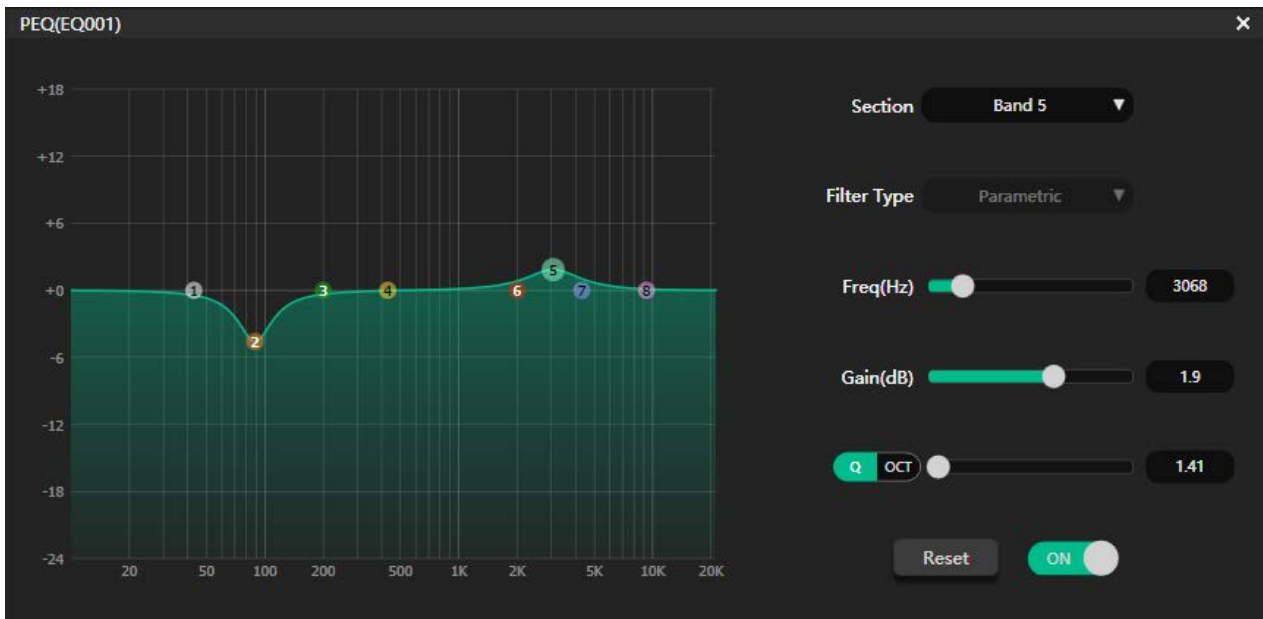 PEQ(EQ001) ×
+18
+12
+6
+0
-6
-12
-18
-24
1 2 3 4 5 6 7 8
20 50 100 200 500 1K 2K 5K 10K 20K
Section Band 5 ▼
Filter Type Parametric ▼
Freq(Hz) 3068
Gain(dB) 1.9
Q OCT 1.41
Reset ON